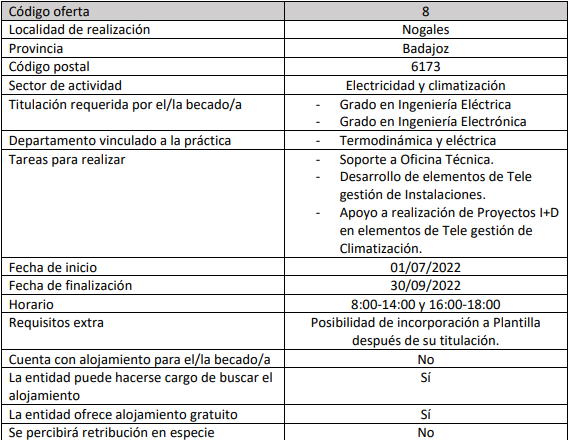 Código oferta 8
Localidad de realización Nogales
Provincia Badajoz
Código postal 6173
Sector de actividad Electricidad y climatización
Titulación requerida por el/la becado/a - Grado en Ingeniería Eléctrica
- Grado en Ingeniería Electrónica
Departamento vinculado a la práctica - Termodinámica y eléctrica
Tareas para realizar - Soporte a Oficina Técnica.
- Desarrollo de elementos de Tele
gestión de Instalaciones.
- Apoyo a realización de Proyectos I+D
en elementos de Tele gestión de
Climatización.
Fecha de inicio 01/07/2022
Fecha de finalización 30/09/2022
Horario 8:00-14:00 y 16:00-18:00
Requisitos extra Posibilidad de incorporación a Plantilla
después de su titulación.
Cuenta con alojamiento para el/la becado/a No
La entidad puede hacerse cargo de buscar el Sí
alojamiento
La entidad ofrece alojamiento gratuito Sí
Se percibirá retribución en especie No